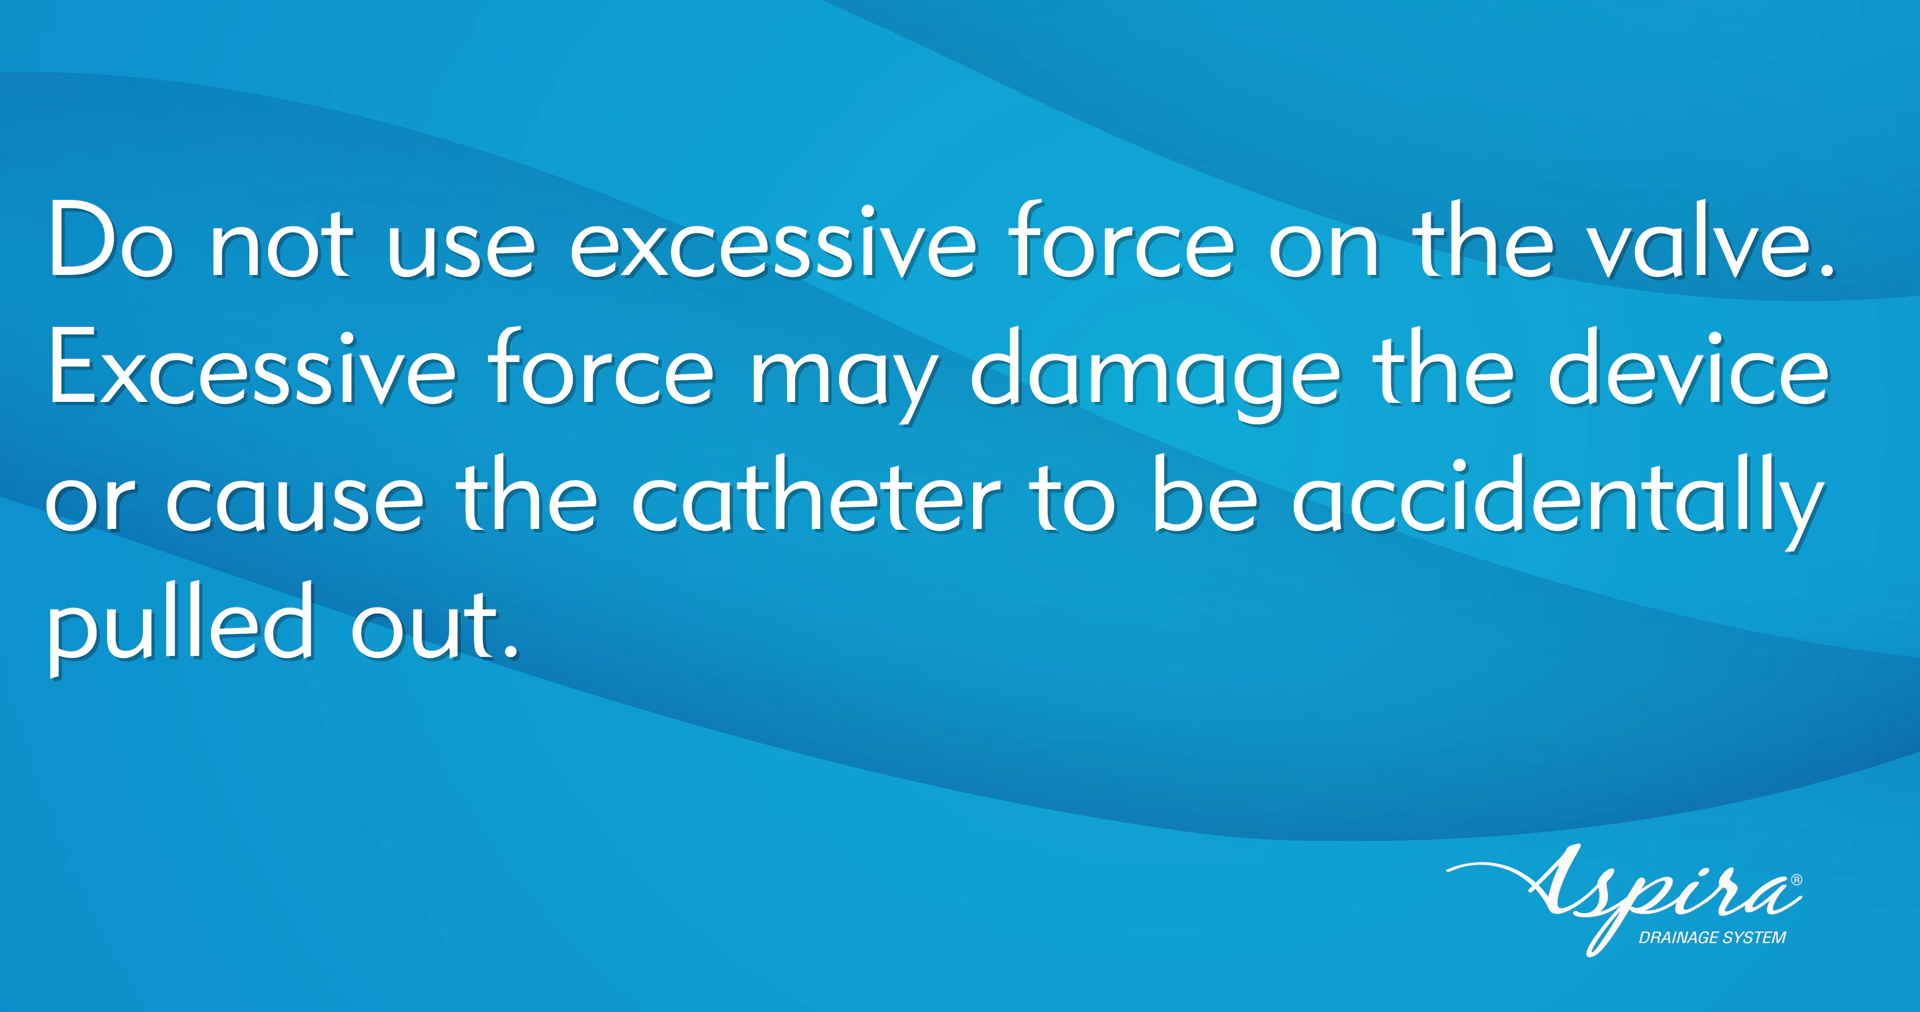 Do not use excessive force on the valve.
Excessive force may damage the device
or cause the catheter to be accidentally
pulled out.
Aspira®
DRAINAGE SYSTEM